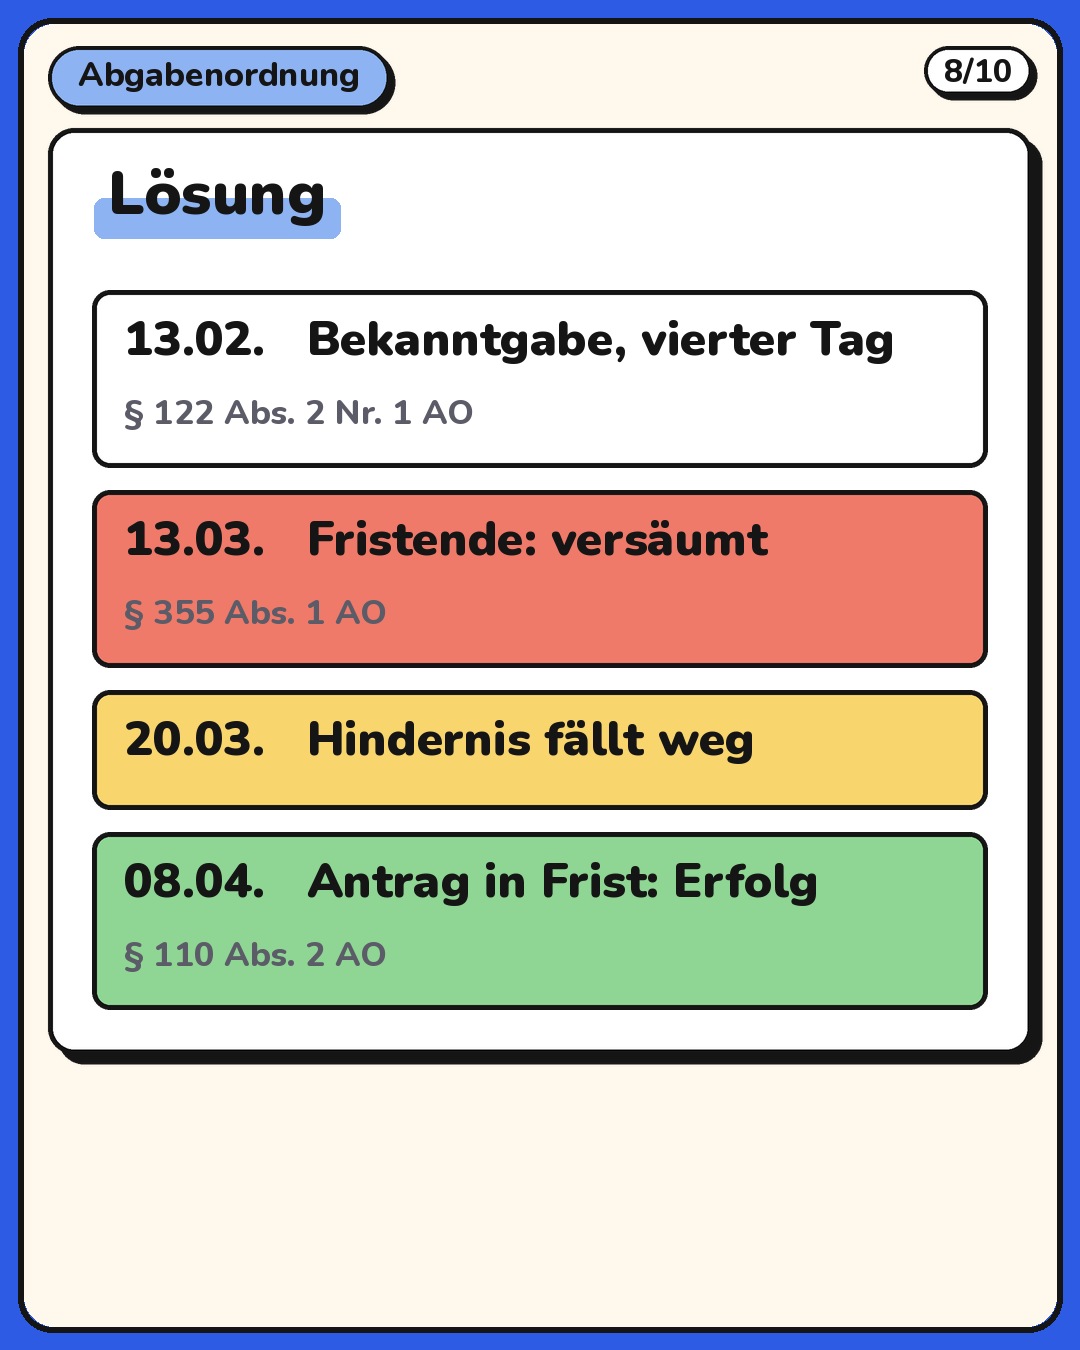 Abgabenordnung
8/10
Lösung
13.02. Bekanntgabe, vierter Tag
§ 122 Abs. 2 Nr. 1 AO
13.03. Fristende: versäumt
§ 355 Abs. 1 AO
20.03. Hindernis fällt weg
08.04. Antrag in Frist: Erfolg
§ 110 Abs. 2 AO